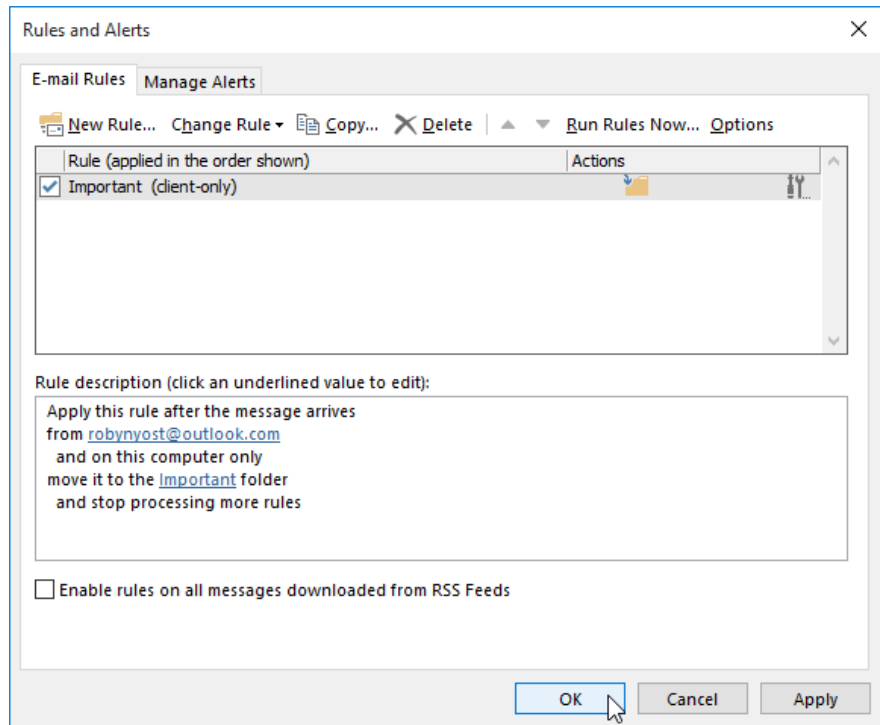 Rules and Alerts
E-mail Rules Manage Alerts
New Rule... Change Rule Copy... Delete Run Rules Now... Options
Rule (applied in the order shown) Actions
Important (client-only)
Rule description (click an underlined value to edit):
Apply this rule after the message arrives
from robynyost@outlook.com
and on this computer only
move it to the Important folder
and stop processing more rules
Enable rules on all messages downloaded from RSS Feeds
OK Cancel Apply